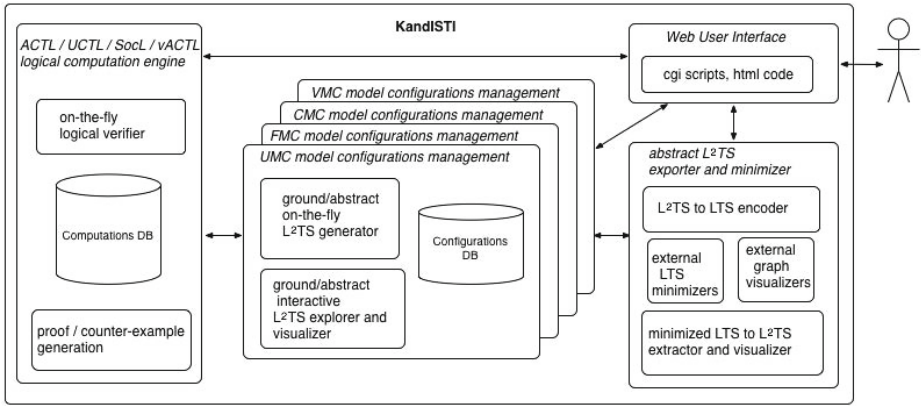 KandISTI
ACTL / UCTL / SocL / vACTL
logical computation engine
on-the-fly
logical verifier
Computations DB
proof / counter-example
generation
VMC model configurations management
CMC model configurations management
FMC model configurations management
UMC model configurations management
ground/abstract
on-the-fly
L²TS generator
ground/abstract
interactive
L²TS explorer and
visualizer
Configurations
DB
Web User Interface
cgi scripts, html code
abstract L²TS
exporter and minimizer
L²TS to LTS encoder
external
LTS
minimizers
external
graph
visualizers
minimized LTS to L²TS
extractor and visualizer